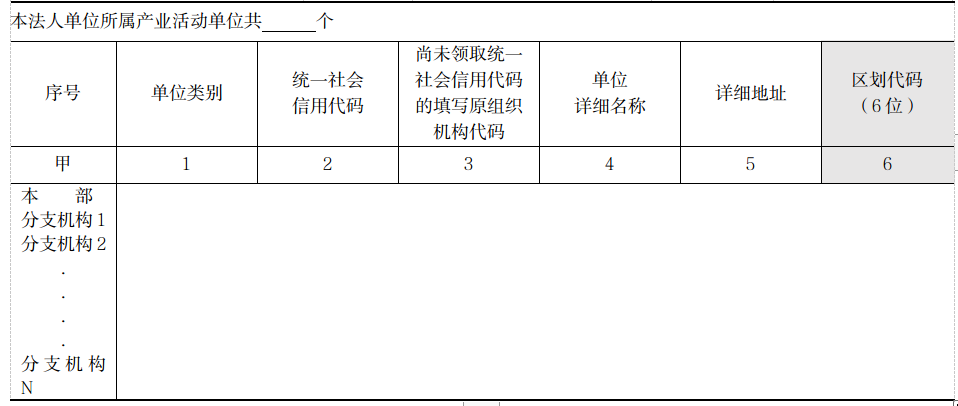 本法人单位所属产业活动单位共______个
序号
单位类别
统一社会
信用代码
尚未领取统一
社会信用代码
的填写原组织
机构代码
单位
详细名称
详细地址
区划代码
（6位）
甲
1
2
3
4
5
6
本　　部
分支机构1
分支机构2
.
.
.
.
分支机构
N